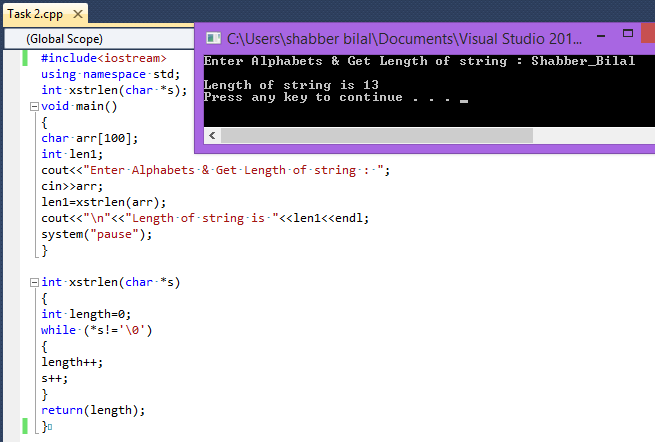 Task 2.cpp
(Global Scope)
#include<iostream>
using namespace std;
int xstrlen(char *s);
void main()
{
char arr[100];
int len1;
cout<<"Enter Alphabets & Get Length of string : ";
cin>>arr;
len1=xstrlen(arr);
cout<<"\n"<<"Length of string is "<<len1<<endl;
system("pause");
}
int xstrlen(char *s)
{
int length=0;
while (*s!='\0')
{
length++;
s++;
}
return(length);
}
C:\Users\shabber bilal\Documents\Visual Studio 201...
Enter Alphabets & Get Length of string : Shabber_Bilal
Length of string is 13
Press any key to continue . . .